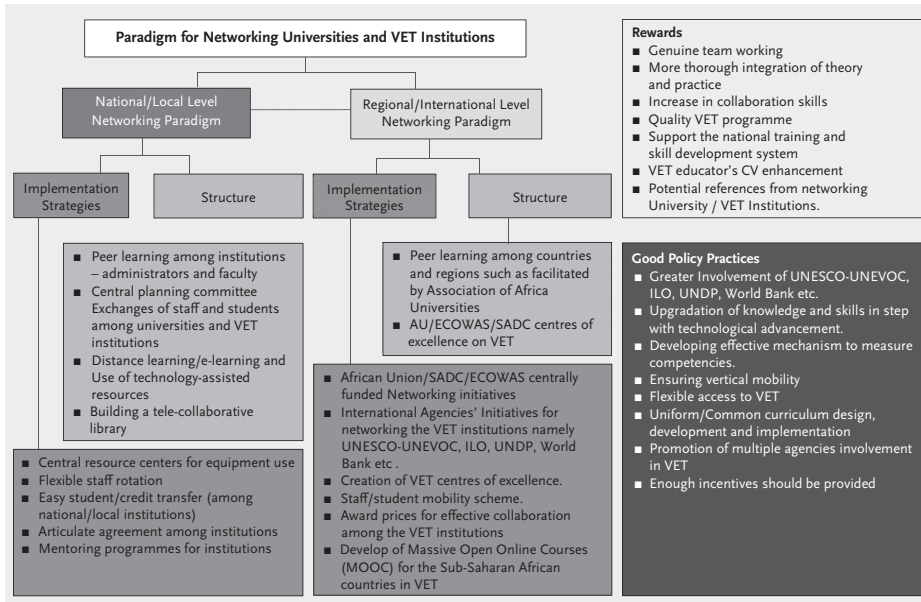 Paradigm for Networking Universities and VET Institutions
National/Local Level
Networking Paradigm
Regional/International Level
Networking Paradigm
Implementation
Strategies
Structure
Implementation
Strategies
Structure
■ Peer learning among institutions
– administrators and faculty
■ Central planning committee
Exchanges of staff and students
among universities and VET
institutions
■ Distance learning/e-learning and
Use of technology-assisted
resources
■ Building a tele-collaborative
library
■ Central resource centers for equipment use
■ Flexible staff rotation
■ Easy student/credit transfer (among
national/local institutions)
■ Articulate agreement among institutions
■ Mentoring programmes for institutions
■ Peer learning among countries
and regions such as facilitated
by Association of Africa
Universities
■ AU/ECOWAS/SADC centres of
excellence on VET
■ African Union/SADC/ECOWAS centrally
funded Networking initiatives
■ International Agencies’ Initiatives for
networking the VET institutions namely
UNESCO-UNEVOC, ILO, UNDP, World
Bank etc .
■ Creation of VET centres of excellence.
■ Staff/student mobility scheme.
■ Award prices for effective collaboration
among the VET institutions
■ Develop of Massive Open Online Courses
(MOOC) for the Sub-Saharan African
countries in VET
Rewards
■ Genuine team working
■ More thorough integration of theory
and practice
■ Increase in collaboration skills
■ Quality VET programme
■ Support the national training and
skill development system
■ VET educator’s CV enhancement
■ Potential references from networking
University / VET Institutions.
Good Policy Practices
■ Greater Involvement of UNESCO-UNEVOC,
ILO, UNDP, World Bank etc.
■ Upgradation of knowledge and skills in step
with technological advancement.
■ Developing effective mechanism to measure
competencies.
■ Ensuring vertical mobility
■ Flexible access to VET
■ Uniform/Common curriculum design,
development and implementation
■ Promotion of multiple agencies involvement
in VET
■ Enough incentives should be provided